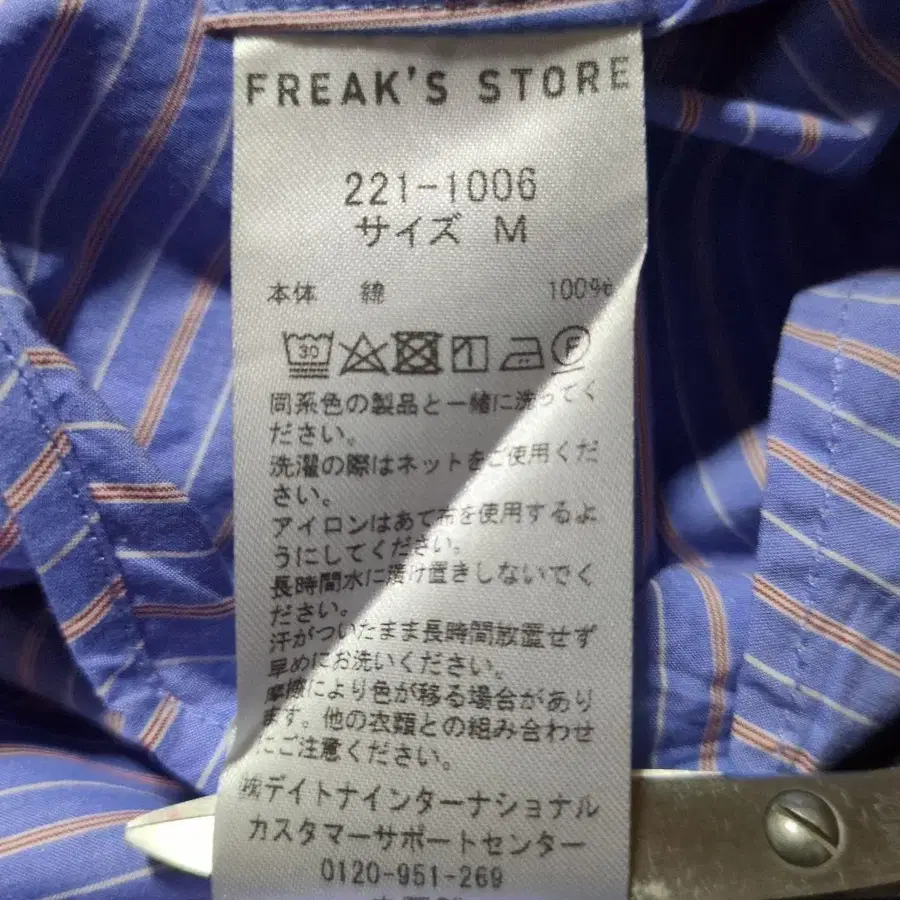 FREAK'S STORE
221-1006
サイズ M
本体 綿 100%
30 F
同系色の製品と一緒に洗ってく
ださい。
洗濯の際はネットをご使用くだ
さい。
アイロンはあて布を使用するよ
うにしてください。
長時間水に漬け置きしないでく
ださい。
汗がついたまま長時間放置せず
早めにお洗いください。
摩擦により色が移る場合があり
ます。他の衣類との組み合わせ
にご注意ください。
㈱デイトナインターナショナル
カスタマーサポートセンター
0120-951-269